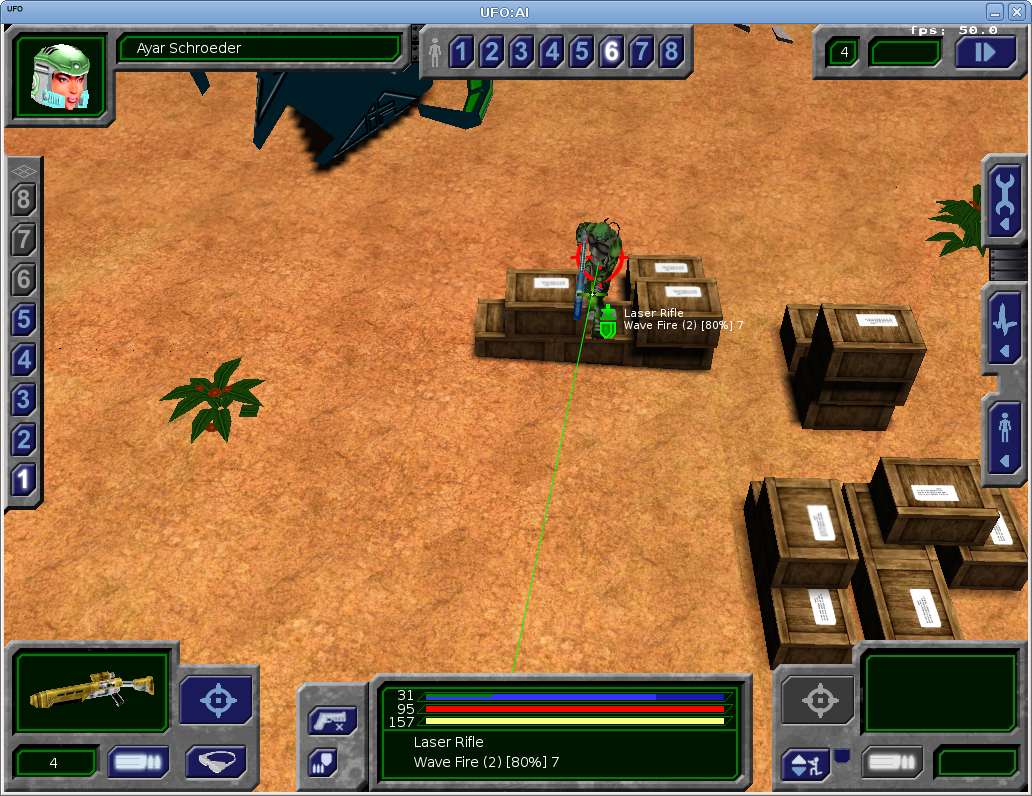 UFO
UFO:AI
fps: 50.0
Ayar Schroeder
1 2 3 4 5 6 7 8
4
8
7
6
5
4
3
2
1
Laser Rifle
Wave Fire (2) [80%] 7
31
95
157
Laser Rifle
Wave Fire (2) [80%] 7
4